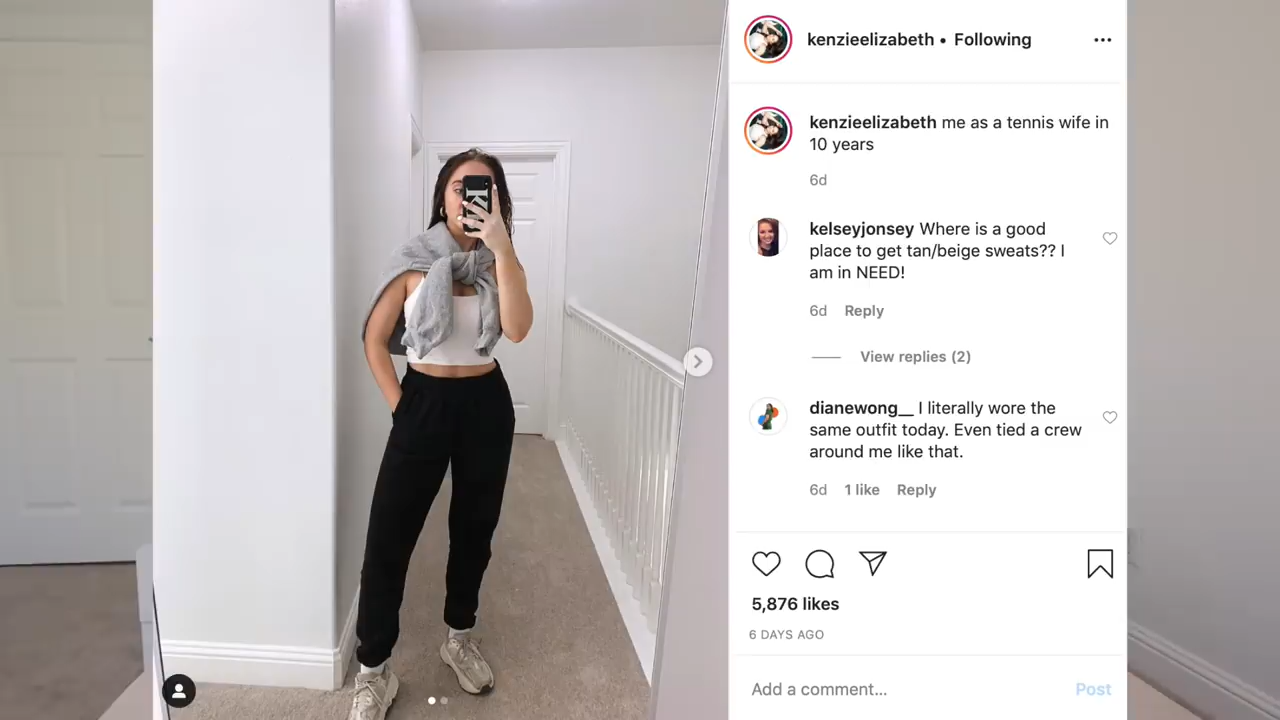 kenzieelizabeth • Following
kenzieelizabeth me as a tennis wife in
10 years
6d
kelseyjonsey Where is a good
place to get tan/beige sweats?? I
am in NEED!
6d Reply
View replies (2)
dianewong__ I literally wore the
same outfit today. Even tied a crew
around me like that.
6d 1 like Reply
5,876 likes
6 DAYS AGO
Add a comment... Post